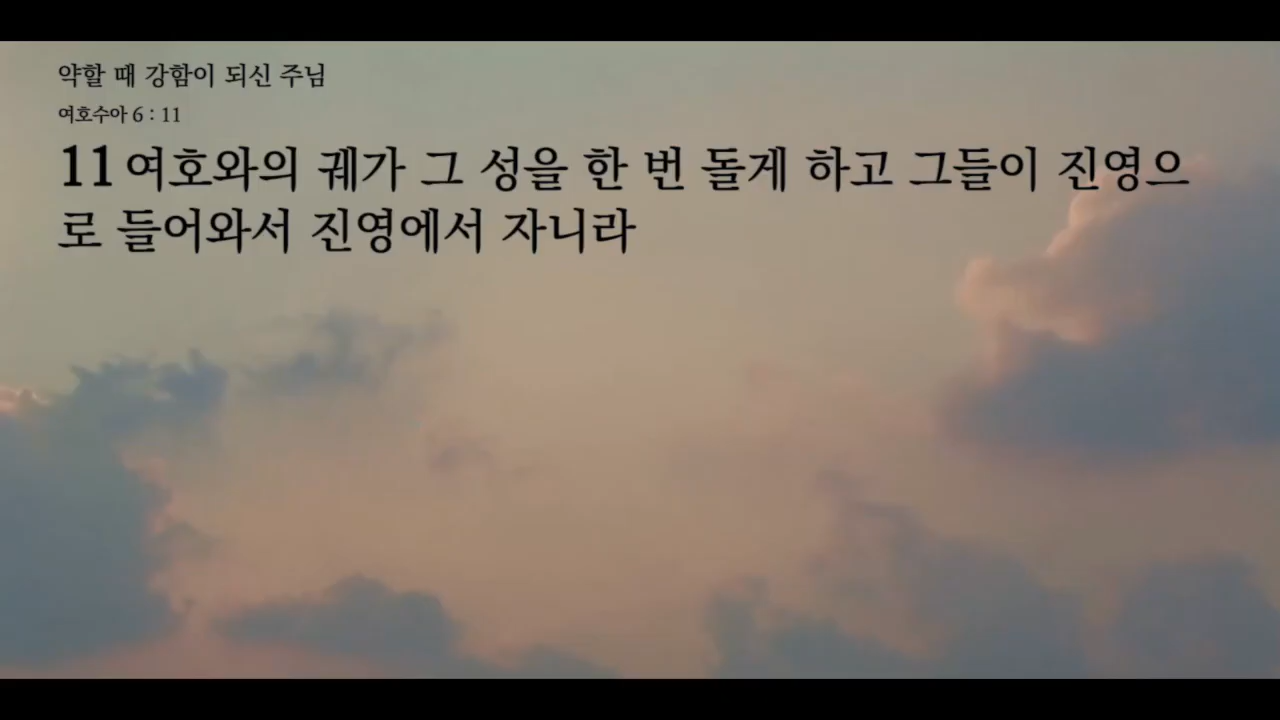 약할 때 강함이 되신 주님
여호수아 6 : 11
11 여호와의 궤가 그 성을 한 번 돌게 하고 그들이 진영으
로 들어와서 진영에서 자니라